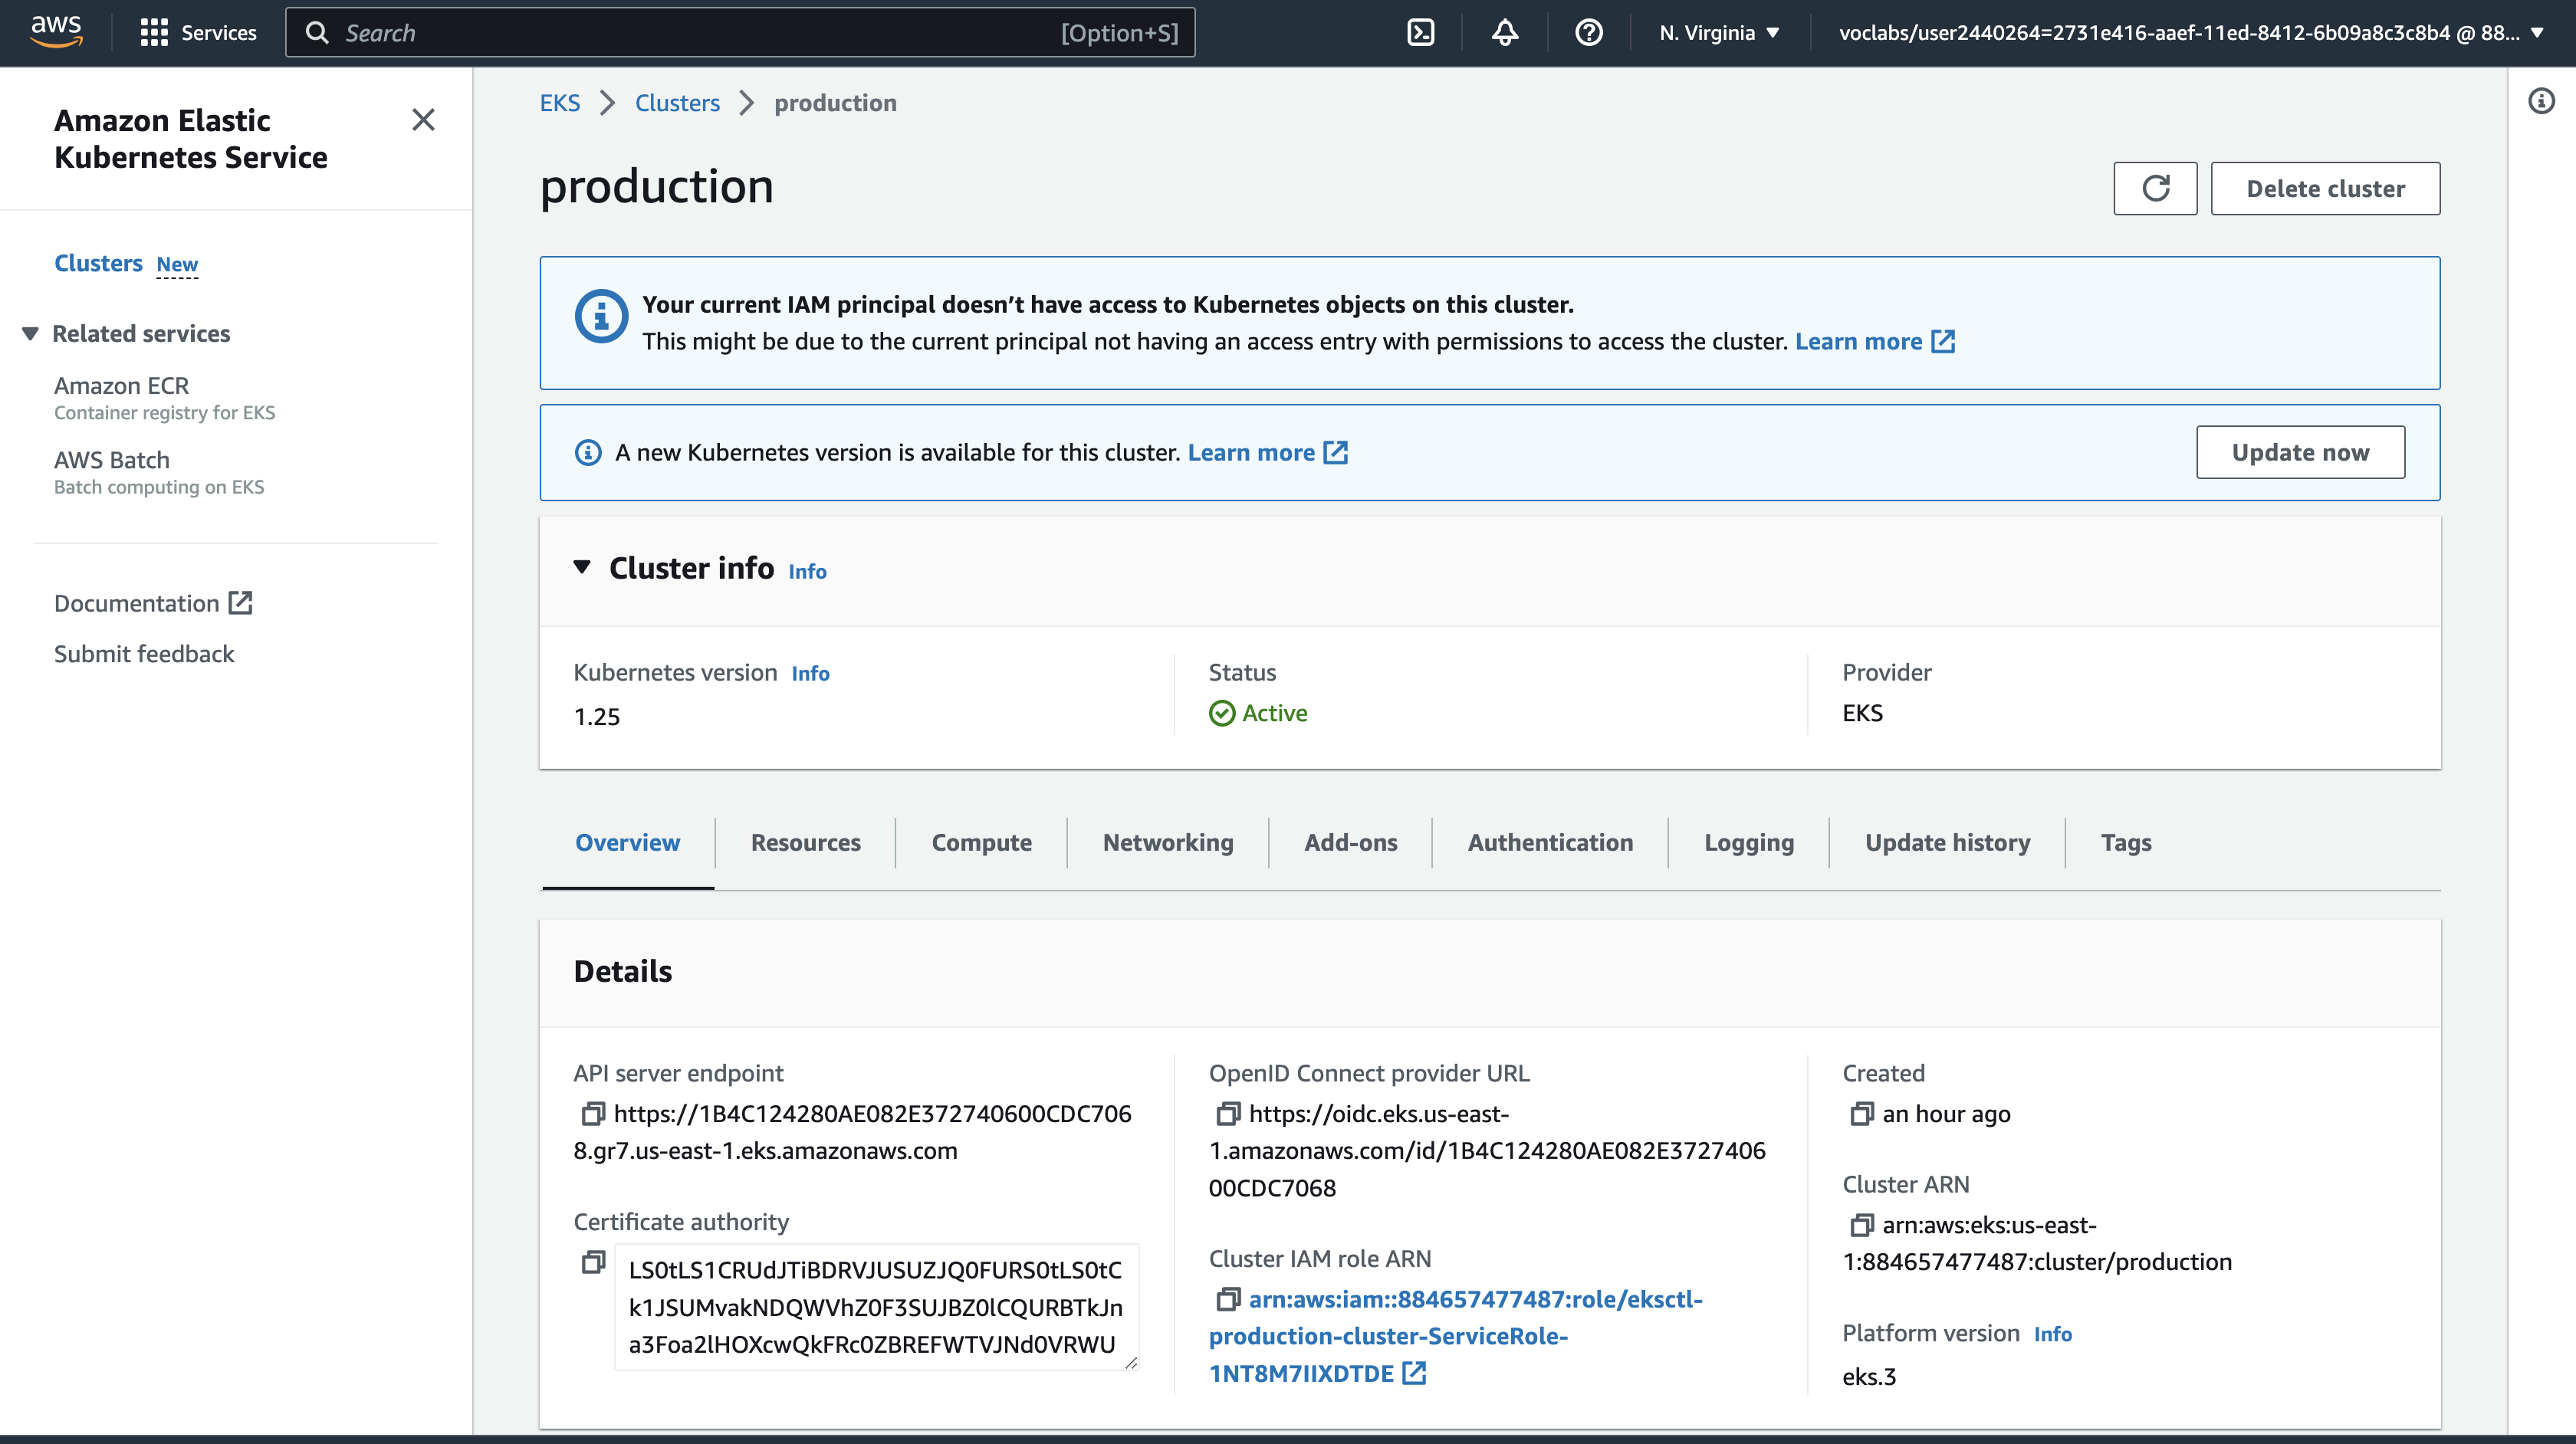 aws
Services
Search
[Option+S]
N. Virginia
voclabs/user2440264=2731e416-aaef-11ed-8412-6b09a8c3c8b4 @ 88...
Amazon Elastic
Kubernetes Service
Clusters New
Related services
Amazon ECR
Container registry for EKS
AWS Batch
Batch computing on EKS
Documentation
Submit feedback
EKS
Clusters
production
production
Delete cluster
Your current IAM principal doesn’t have access to Kubernetes objects on this cluster.
This might be due to the current principal not having an access entry with permissions to access the cluster. Learn more
A new Kubernetes version is available for this cluster. Learn more
Update now
Cluster info Info
Kubernetes version Info
1.25
Status
Active
Provider
EKS
Overview
Resources
Compute
Networking
Add-ons
Authentication
Logging
Update history
Tags
Details
API server endpoint
https://1B4C124280AE082E372740600CDC706
8.gr7.us-east-1.eks.amazonaws.com
Certificate authority
LS0tLS1CRUdJTiBDRVJUSUZJQ0FURS0tLS0tC
k1JSUMvakNDQWVhZ0F3SUJBZ0lCQURBTkJn
a3Foa2lHOXcwQkFRc0ZBREFWTVJNd0VRWU
OpenID Connect provider URL
https://oidc.eks.us-east-
1.amazonaws.com/id/1B4C124280AE082E3727406
00CDC7068
Cluster IAM role ARN
arn:aws:iam::884657477487:role/eksctl-
production-cluster-ServiceRole-
1NT8M7IIXDTDE
Created
an hour ago
Cluster ARN
arn:aws:eks:us-east-
1:884657477487:cluster/production
Platform version Info
eks.3